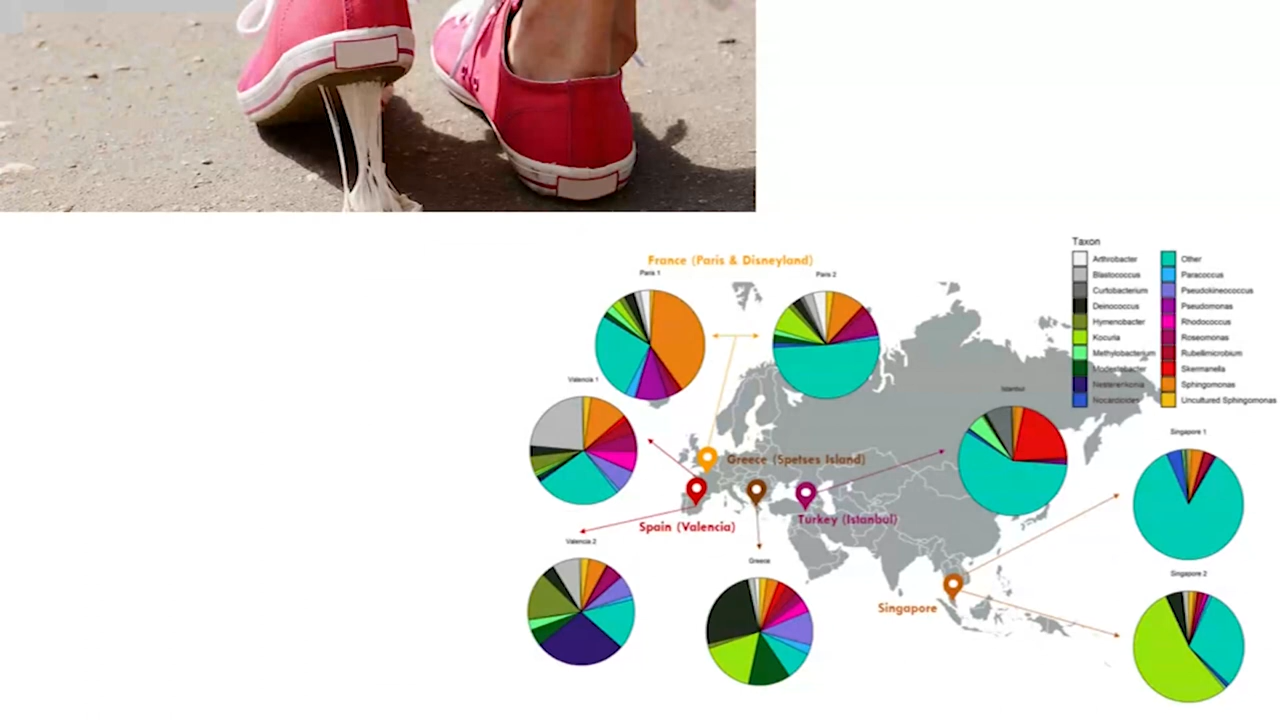 Taxon
France (Paris & Disneyland)
Paris 1
Paris 2
Arthrobacter
Blastococcus
Curtobacterium
Deinococcus
Hymenobacter
Kocuria
Methylobacterium
Modestobacter
Nesterenkonia
Nocardioides
Other
Paracoccus
Pseudokineococcus
Pseudomonas
Rhodococcus
Roseomonas
Rubellimicrobium
Skermanella
Sphingomonas
Uncultured Sphingomonas
Valencia 1
Istanbul
Singapore 1
Greece (Spetses Island)
Turkey (Istanbul)
Spain (Valencia)
Valencia 2
Greece
Singapore 2
Singapore